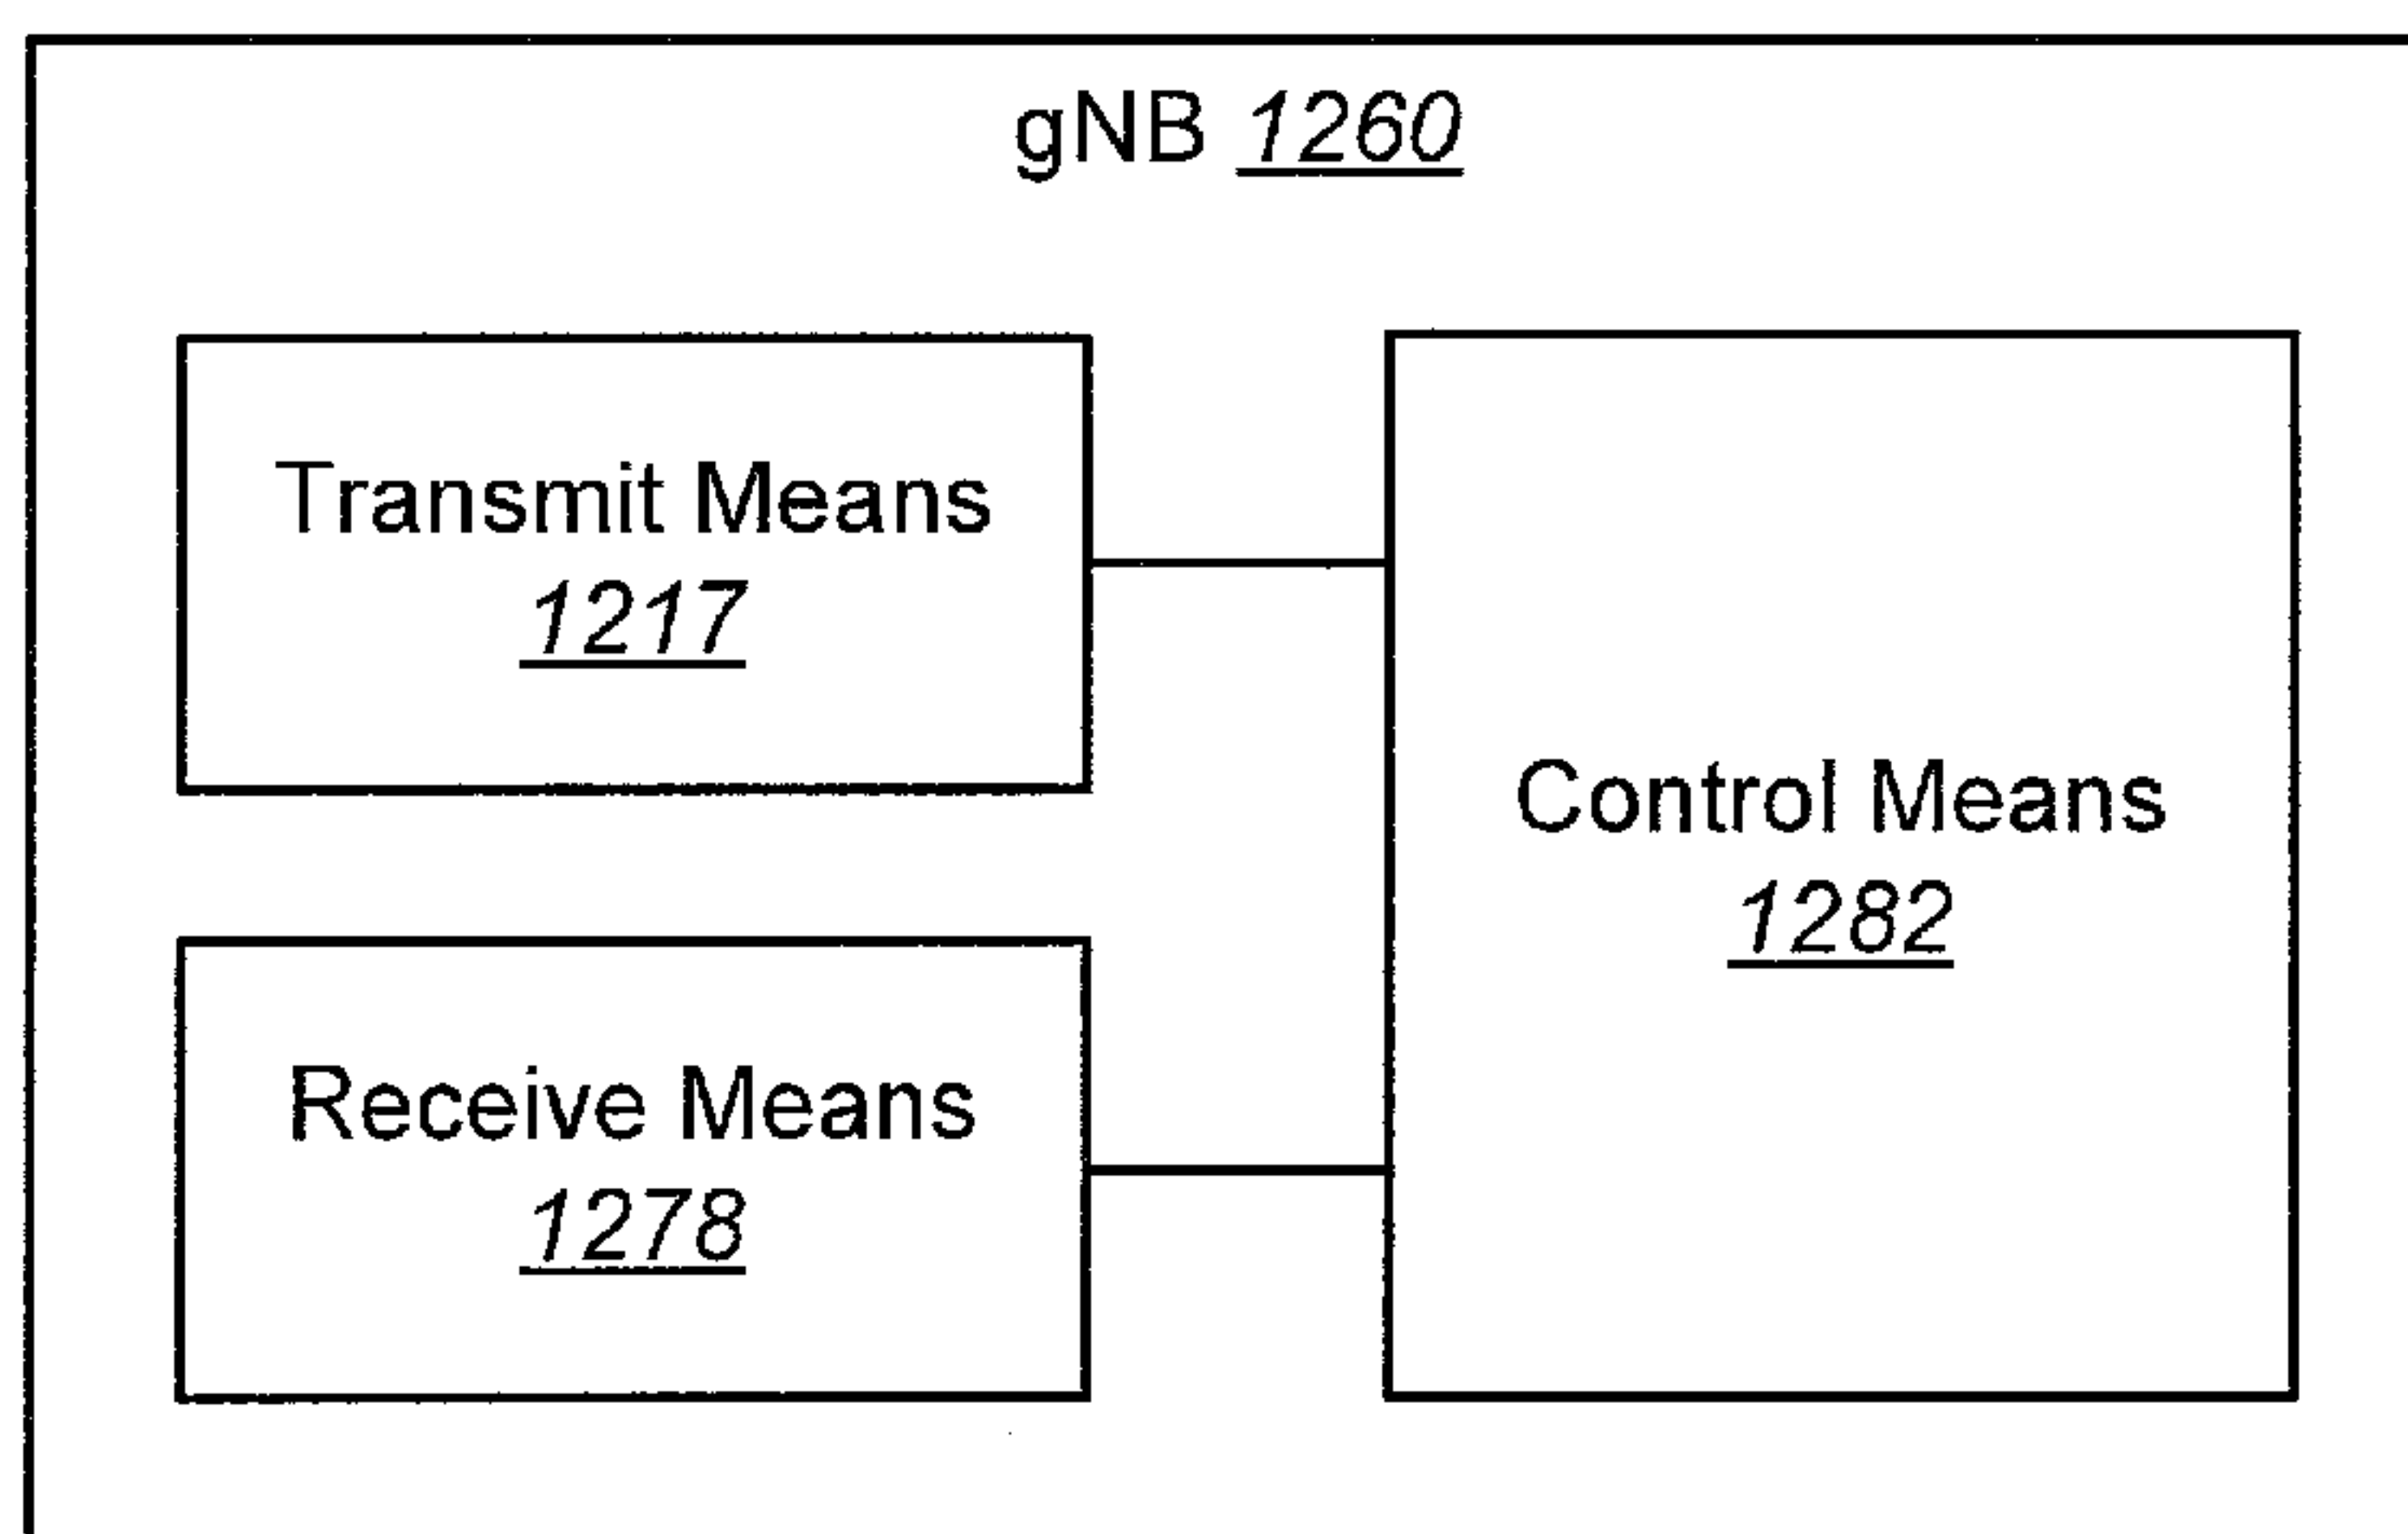 gNB 1260
Transmit Means
1217
Receive Means
1278
Control Means
1282